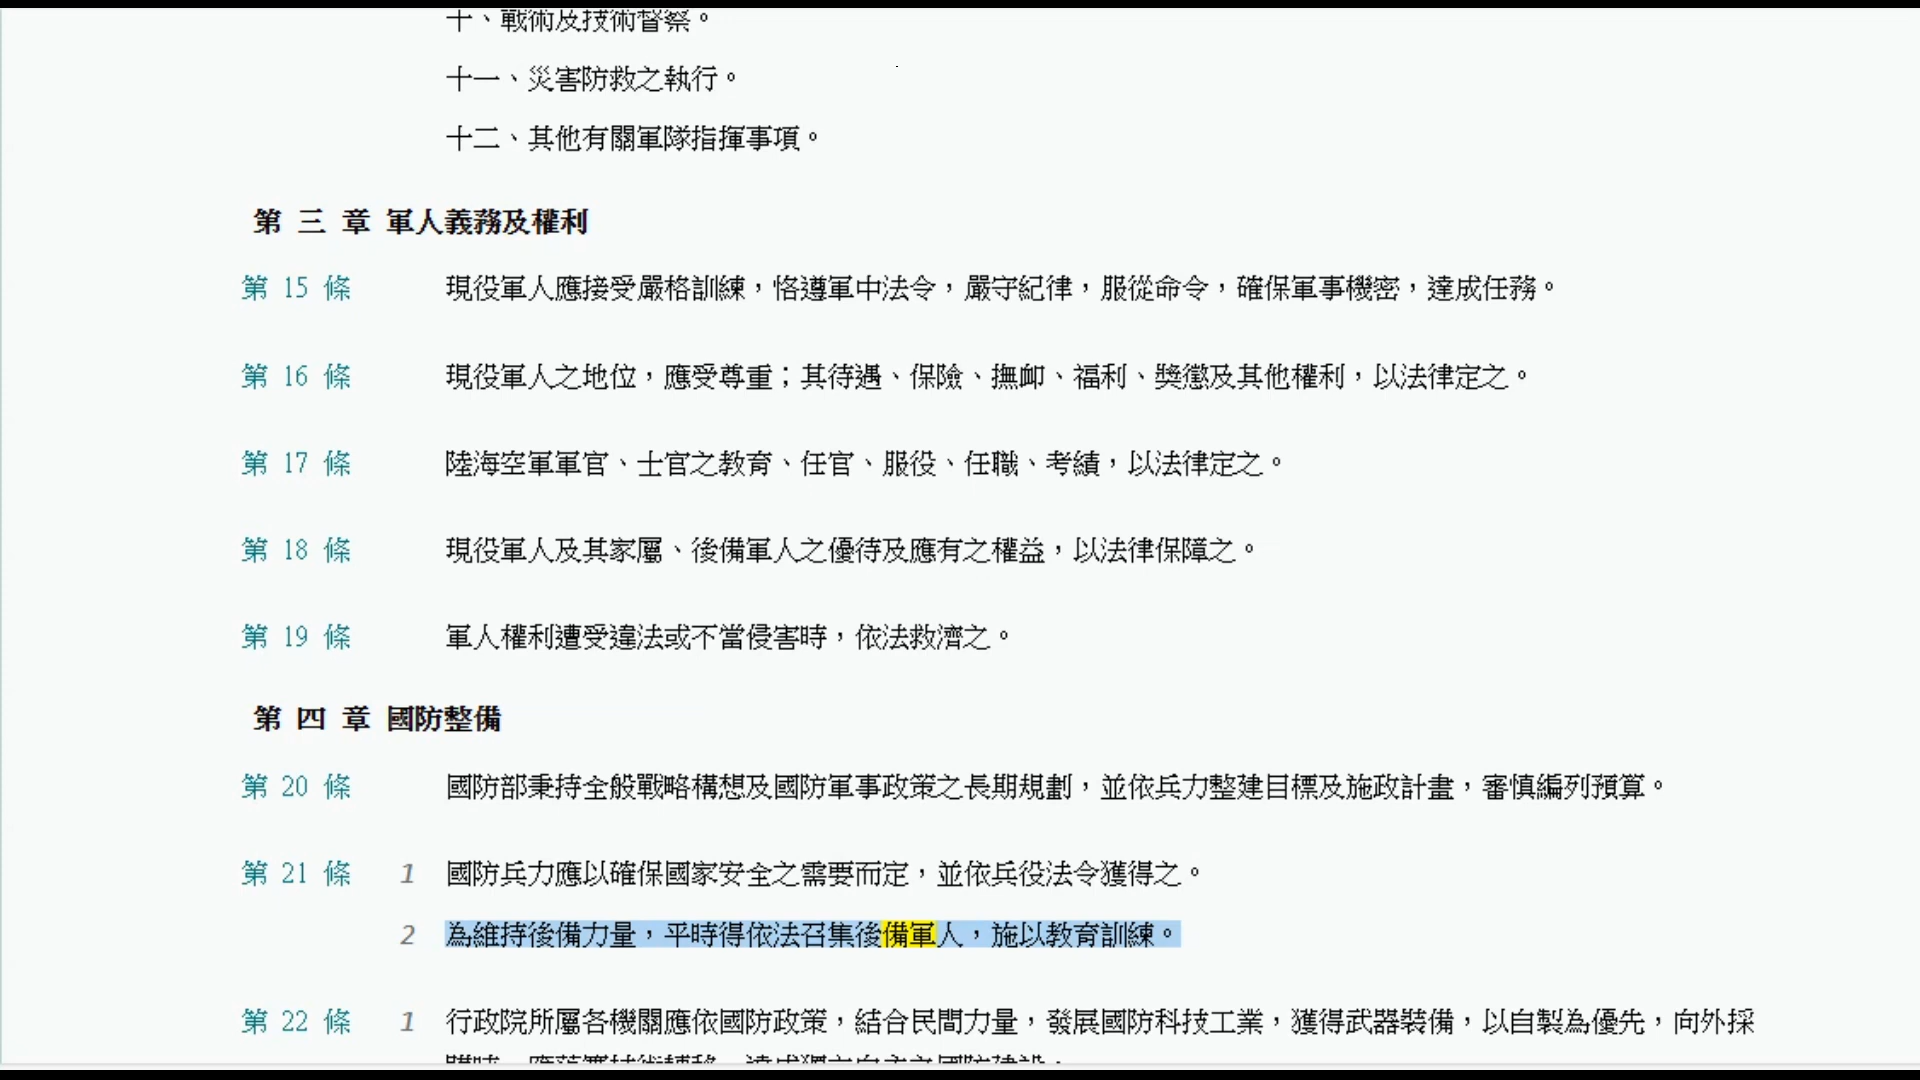 十、戰術及技術督察。
十一、災害防救之執行。
十二、其他有關軍隊指揮事項。
第 三 章 軍人義務及權利
第 15 條 現役軍人應接受嚴格訓練，恪遵軍中法令，嚴守紀律，服從命令，確保軍事機密，達成任務。
第 16 條 現役軍人之地位，應受尊重；其待遇、保險、撫卹、福利、獎懲及其他權利，以法律定之。
第 17 條 陸海空軍軍官、士官之教育、任官、服役、任職、考績，以法律定之。
第 18 條 現役軍人及其家屬、後備軍人之優待及應有之權益，以法律保障之。
第 19 條 軍人權利遭受違法或不當侵害時，依法救濟之。
第 四 章 國防整備
第 20 條 國防部秉持全般戰略構想及國防軍事政策之長期規劃，並依兵力整建目標及施政計畫，審慎編列預算。
第 21 條 1 國防兵力應以確保國家安全之需要而定，並依兵役法令獲得之。
2 為維持後備力量，平時得依法召集後備軍人，施以教育訓練。
第 22 條 1 行政院所屬各機關應依國防政策，結合民間力量，發展國防科技工業，獲得武器裝備，以自製為優先，向外採